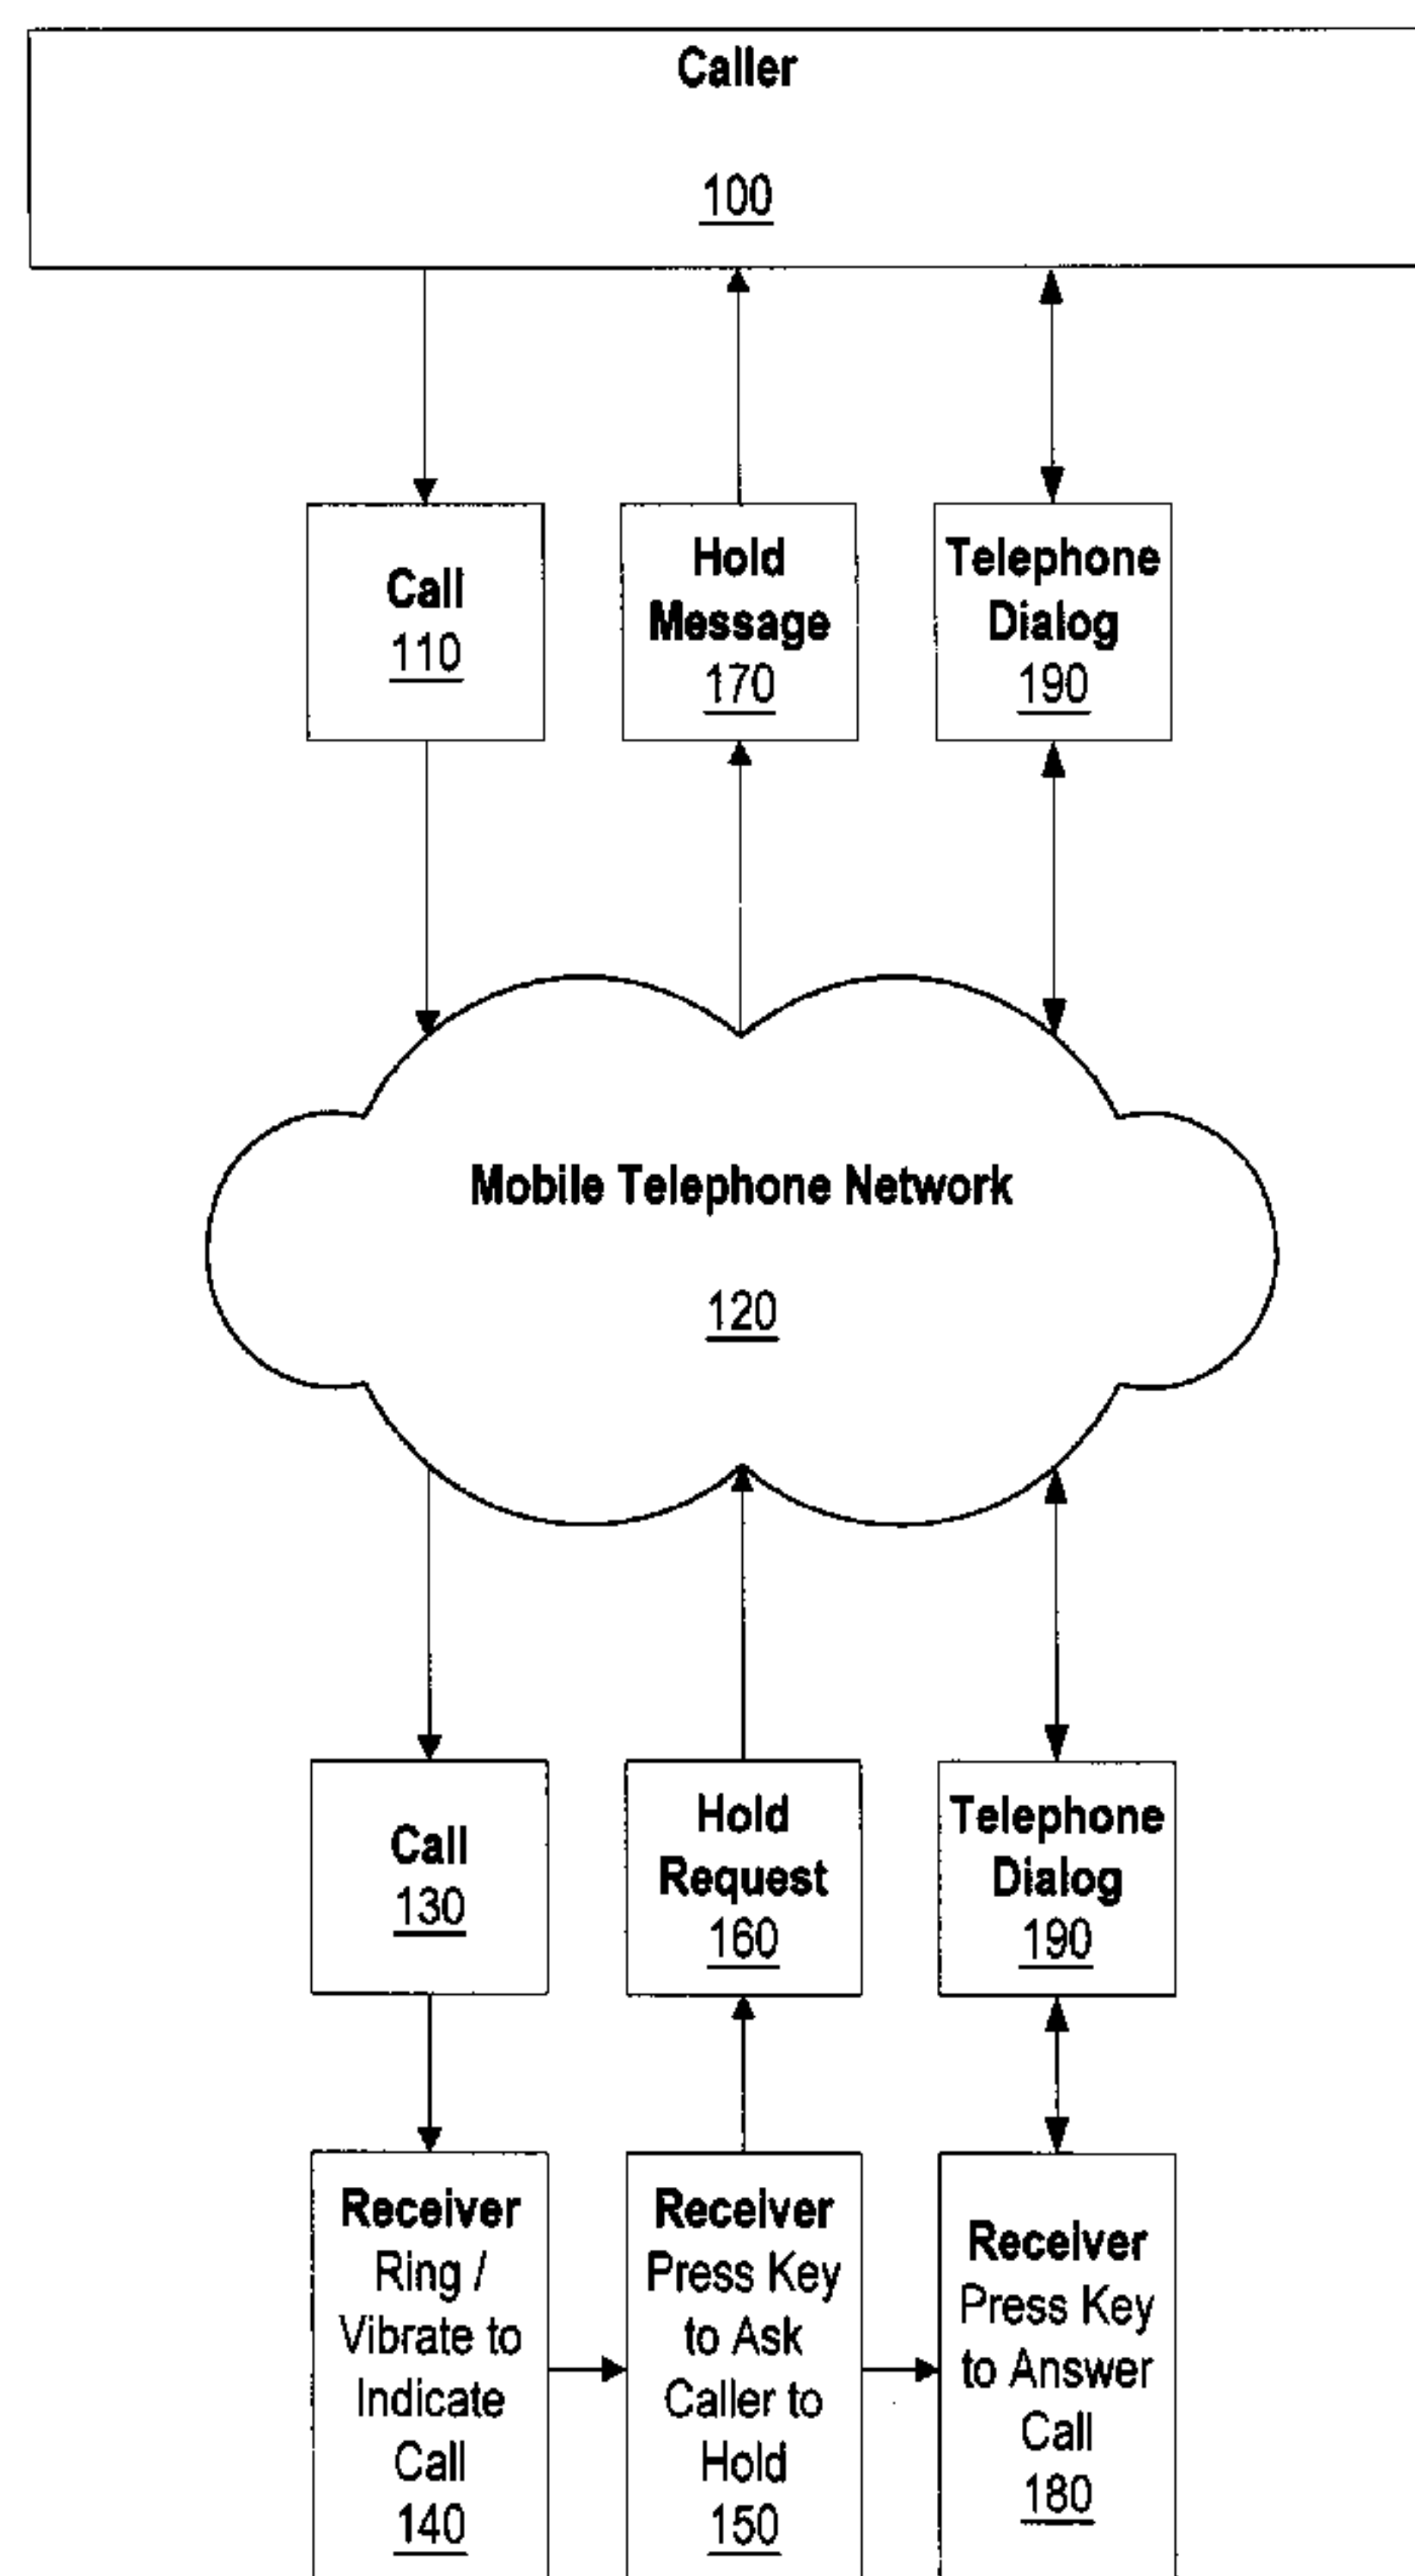 Caller
100
Call
110
Hold
Message
170
Telephone
Dialog
190
Mobile Telephone Network
120
Call
130
Hold
Request
160
Telephone
Dialog
190
Receiver
Ring /
Vibrate to
Indicate
Call
140
Receiver
Press Key
to Ask
Caller to
Hold
150
Receiver
Press Key
to Answer
Call
180